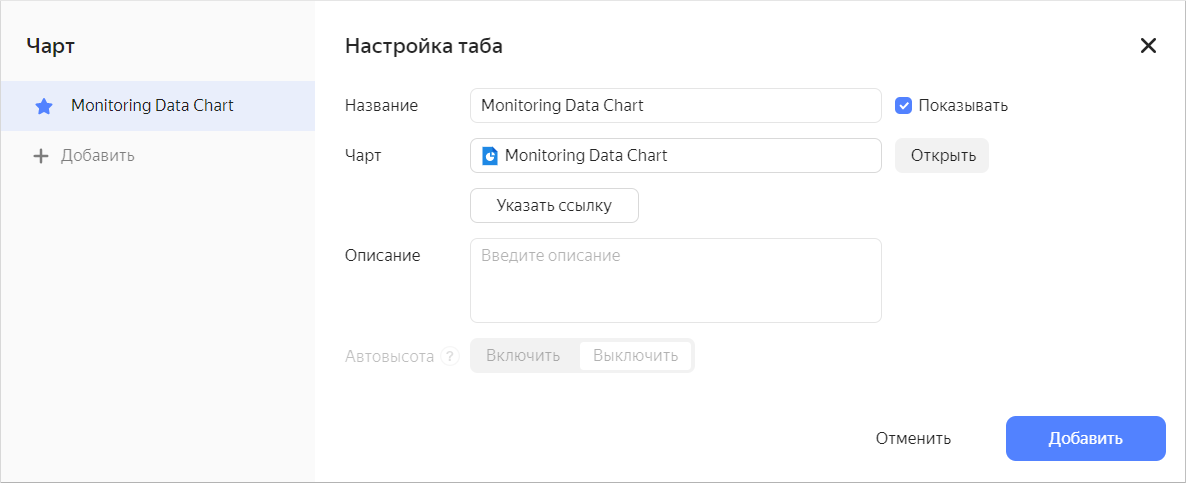 Чарт
Monitoring Data Chart
Добавить
Настройка таба
Название Monitoring Data Chart Показывать
Чарт Monitoring Data Chart Открыть
Указать ссылку
Описание Введите описание
Автовысота ? Включить Выключить
Отменить Добавить